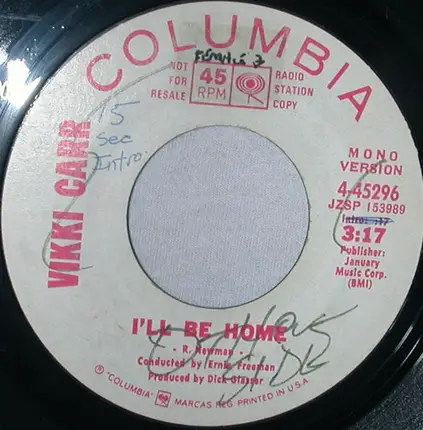 COLUMBIA
NOT FOR RESALE
45 RPM
RADIO STATION COPY
15
sec
Intro.
VIKKI CARR
MONO
VERSION
4-45296
JZSP 153989
Intro: :17
3:17
Publisher:
January
Music Corp.
(BMI)
I'LL BE HOME
- R. Newman -
Conducted by Ernie Freeman
Produced by Dick Glasser
SIDE
℗ "COLUMBIA" MARCAS REG. PRINTED IN U.S.A.